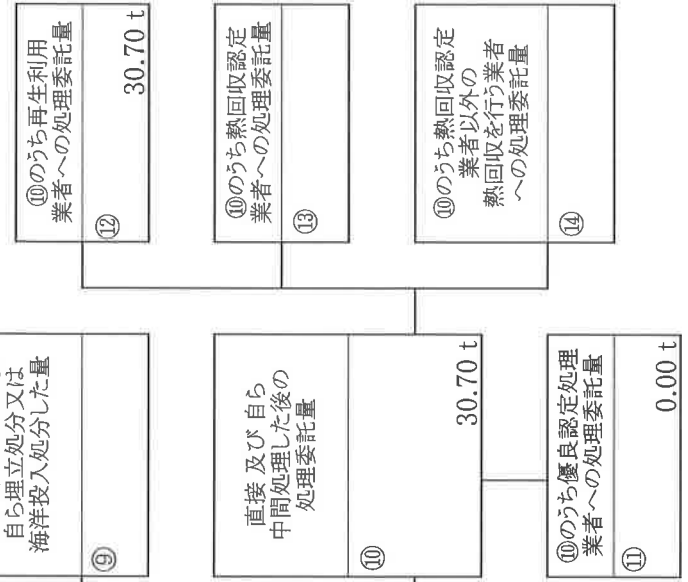 自ら埋立処分又は
海洋投入処分した量
⑨
直接及び自ら
中間処理した後の
処理委託量
⑩
30.70 t
⑩のうち優良認定処理
業者への処理委託量
⑪
0.00 t
⑩のうち再生利用
業者への処理委託量
⑫
30.70 t
⑩のうち熱回収認定
業者への処理委託量
⑬
⑩のうち熱回収認定
業者以外の
熱回収を行う業者
への処理委託量
⑭